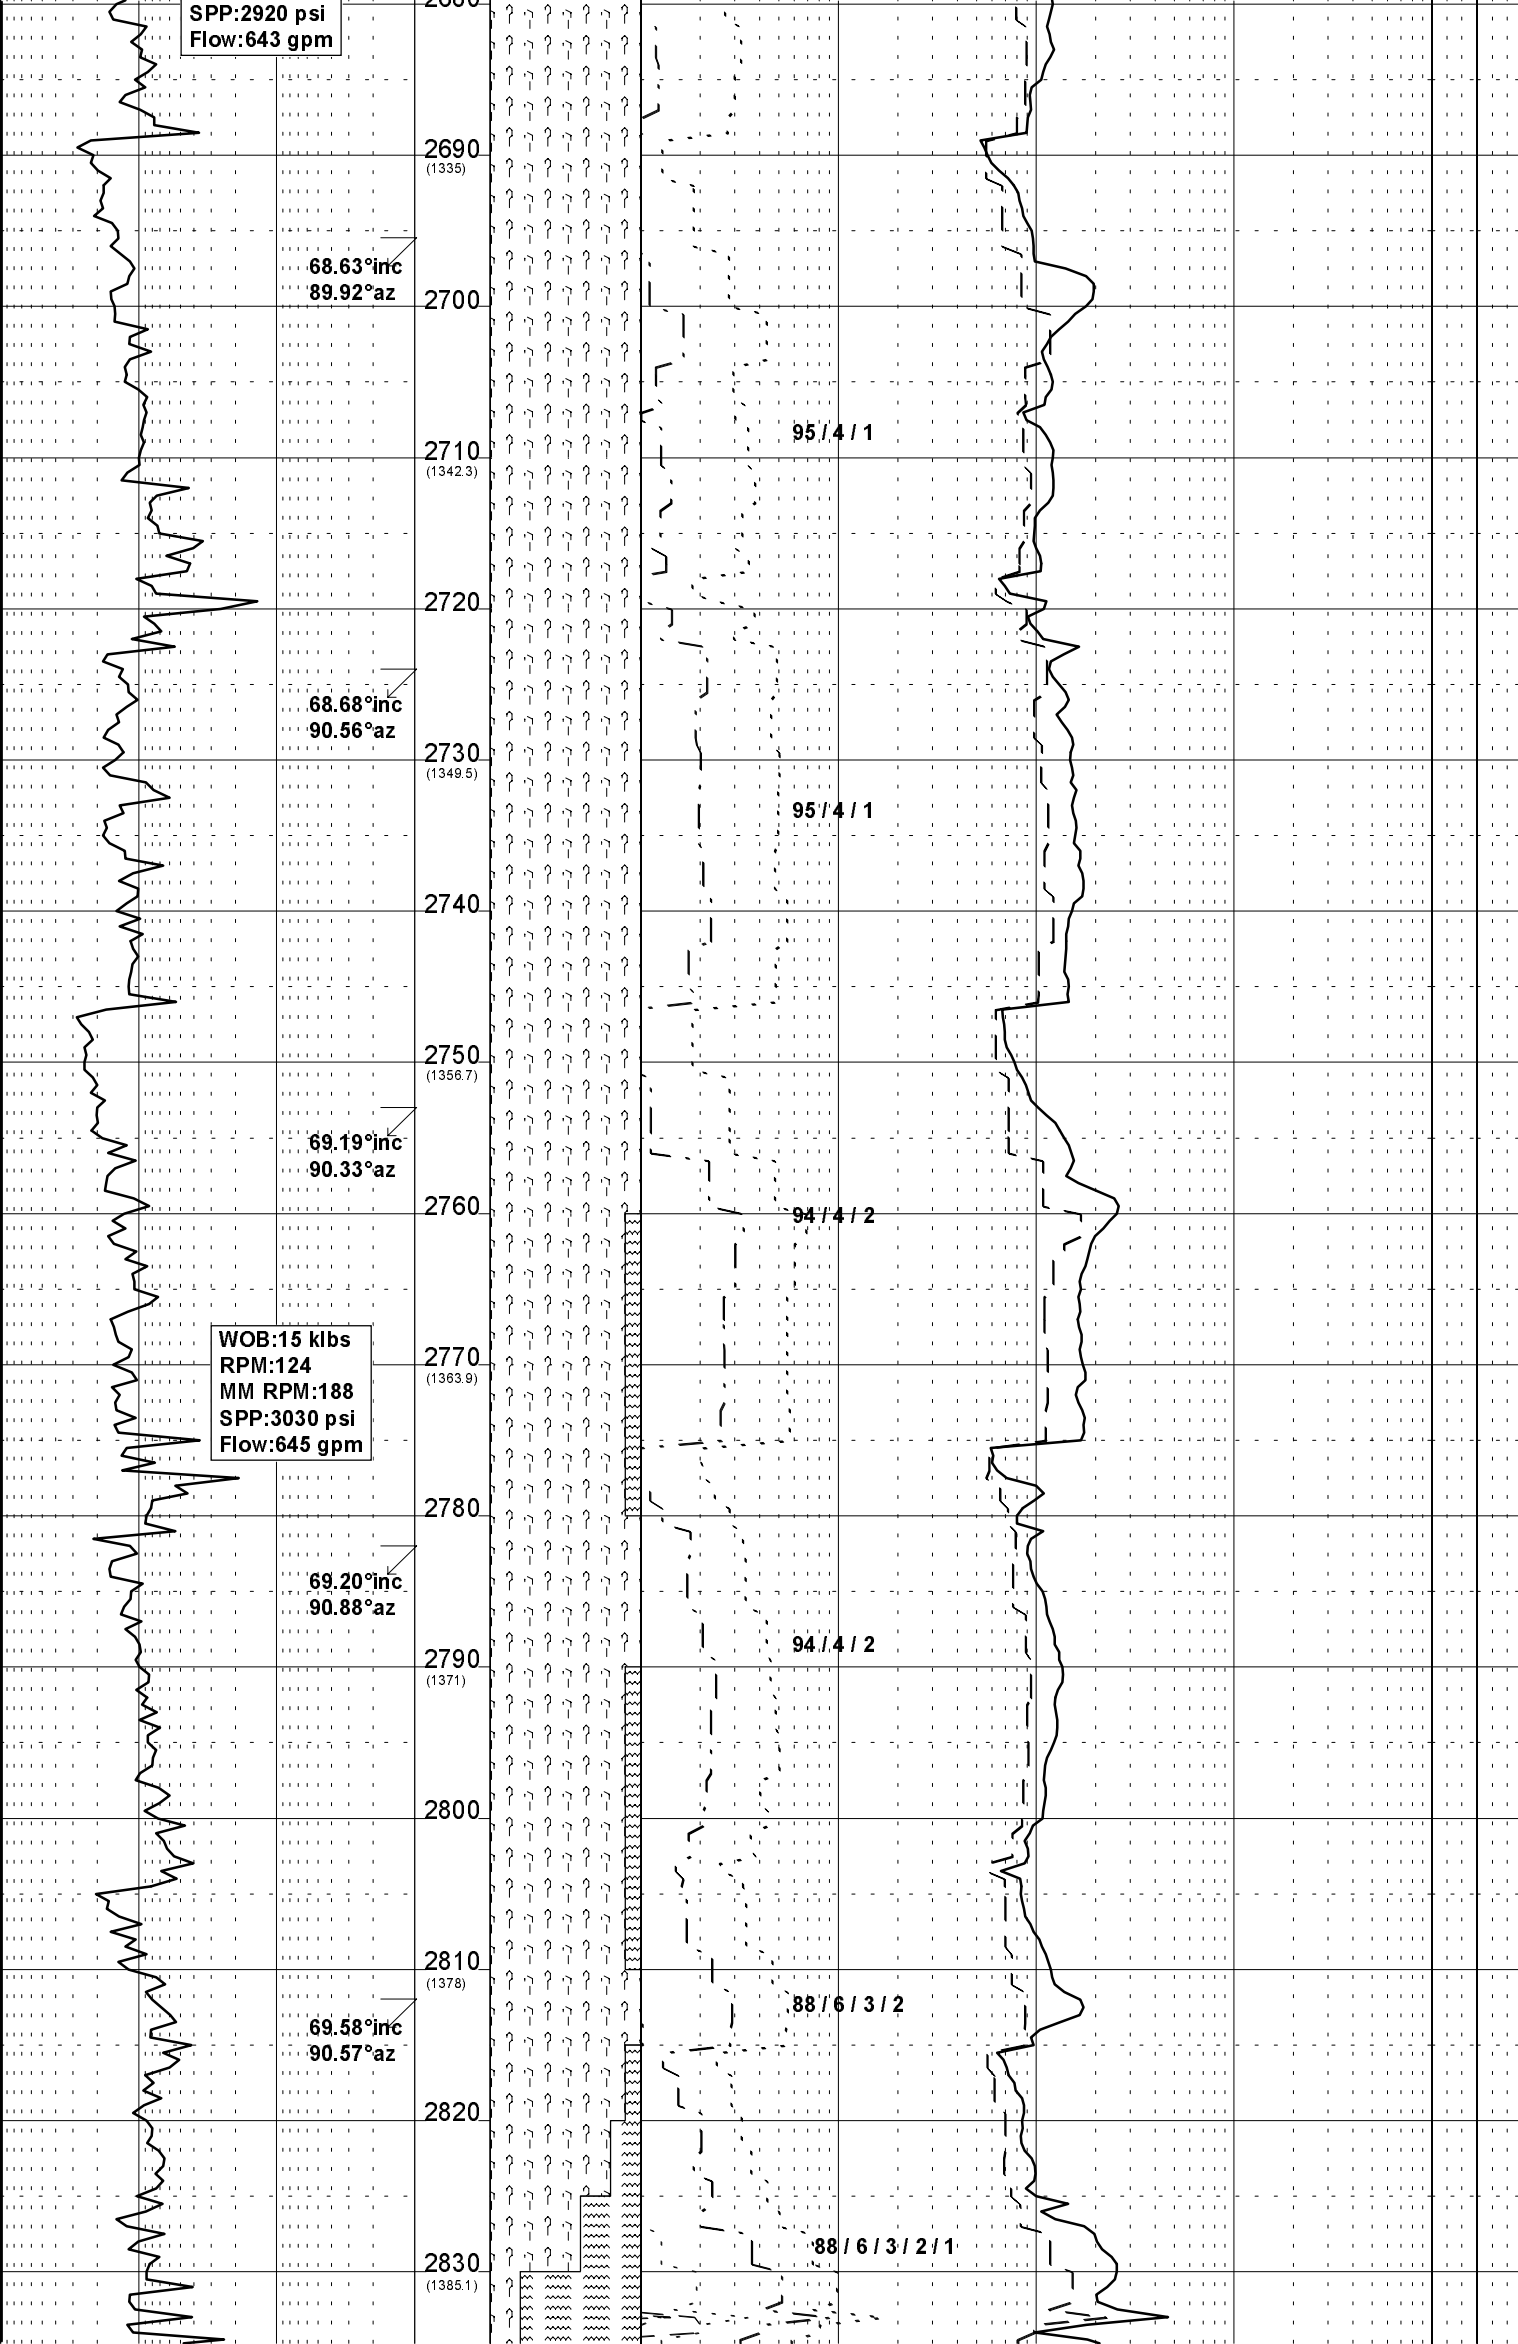 SPP:2920 psi
Flow:643 gpm
2690
(1335)
68.63°inc
89.92°az
2700
95 / 4 / 1
2710
(1342.3)
2720
68.68°inc
90.56°az
2730
(1349.5)
95 / 4 / 1
2740
2750
(1356.7)
69.19°inc
90.33°az
2760
94 / 4 / 2
WOB:15 klbs
RPM:124
MM RPM:188
SPP:3030 psi
Flow:645 gpm
2770
(1363.9)
2780
69.20°inc
90.88°az
94 / 4 / 2
2790
(1371)
2800
2810
(1378)
88 / 6 / 3 / 2
69.58°inc
90.57°az
2820
88 / 6 / 3 / 2 / 1
2830
(1385.1)